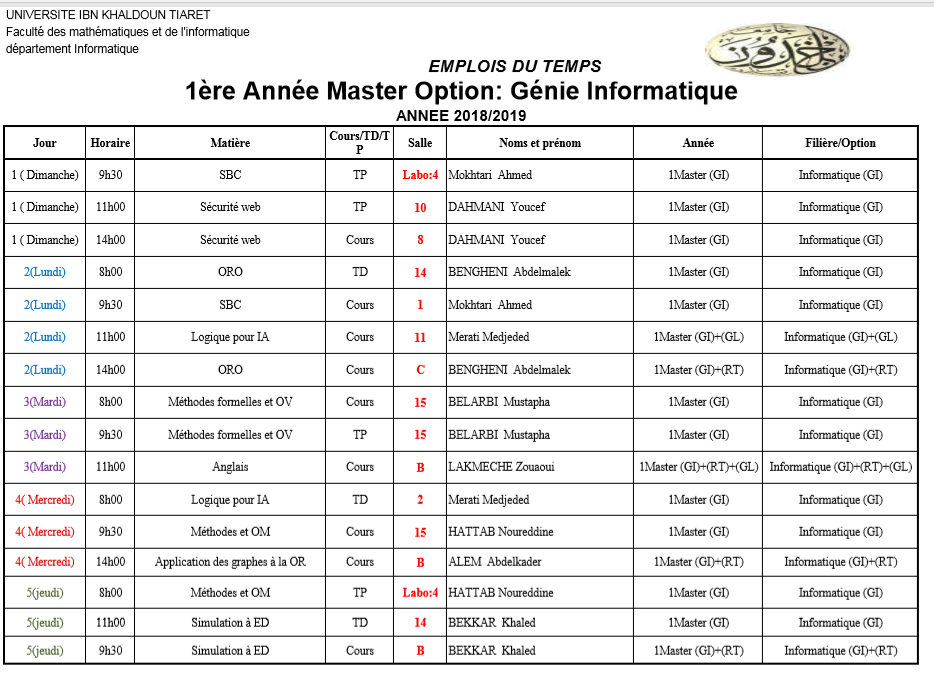 UNIVERSITE IBN KHALDOUN TIARET
Faculté des mathématiques et de l'informatique
département Informatique
EMPLOIS DU TEMPS
1ère Année Master Option: Génie Informatique
ANNEE 2018/2019
Jour Horaire Matière Cours/TD/TP Salle Noms et prénom Année Filière/Option
1 ( Dimanche) 9h30 SBC TP Labo:4 Mokhtari Ahmed 1Master (GI) Informatique (GI)
1 ( Dimanche) 11h00 Sécurité web TP 10 DAHMANI Youcef 1Master (GI) Informatique (GI)
1 ( Dimanche) 14h00 Sécurité web Cours 8 DAHMANI Youcef 1Master (GI) Informatique (GI)
2(Lundi) 8h00 ORO TD 14 BENGHENI Abdelmalek 1Master (GI) Informatique (GI)
2(Lundi) 9h30 SBC Cours 1 Mokhtari Ahmed 1Master (GI) Informatique (GI)
2(Lundi) 11h00 Logique pour IA Cours 11 Merati Medjeded 1Master (GI)+(GL) Informatique (GI)+(GL)
2(Lundi) 14h00 ORO Cours C BENGHENI Abdelmalek 1Master (GI)+(RT) Informatique (GI)+(RT)
3(Mardi) 8h00 Méthodes formelles et OV Cours 15 BELARBI Mustapha 1Master (GI) Informatique (GI)
3(Mardi) 9h30 Méthodes formelles et OV TP 15 BELARBI Mustapha 1Master (GI) Informatique (GI)
3(Mardi) 11h00 Anglais Cours B LAKMECHE Zouaoui 1Master (GI)+(RT)+(GL) Informatique (GI)+(RT)+(GL)
4( Mercredi) 8h00 Logique pour IA TD 2 Merati Medjeded 1Master (GI) Informatique (GI)
4( Mercredi) 9h30 Méthodes et OM Cours 15 HATTAB Noureddine 1Master (GI) Informatique (GI)
4( Mercredi) 14h00 Application des graphes à la OR Cours B ALEM Abdelkader 1Master (GI)+(RT) Informatique (GI)+(RT)
5(jeudi) 8h00 Méthodes et OM TP Labo:4 HATTAB Noureddine 1Master (GI) Informatique (GI)
5(jeudi) 11h00 Simulation à ED TD 14 BEKKAR Khaled 1Master (GI) Informatique (GI)
5(jeudi) 9h30 Simulation à ED Cours B BEKKAR Khaled 1Master (GI)+(RT) Informatique (GI)+(RT)